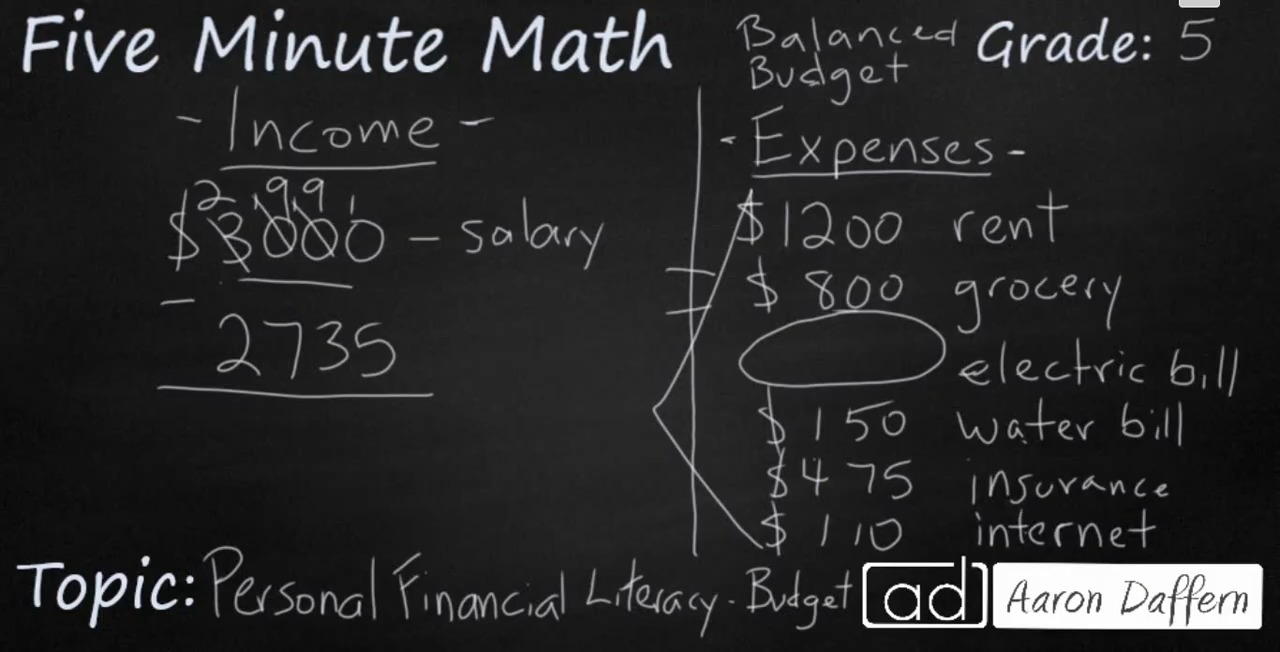 Five Minute Math
Balanced Budget
Grade: 5
- Income -
2 9 9 1
$3000 - salary
- 2735
- Expenses -
$1200 rent
$ 800 grocery
electric bill
$ 150 water bill
$475 insurance
$ 110 internet
Topic: Personal Financial Literacy - Budget
ad
Aaron Daffern